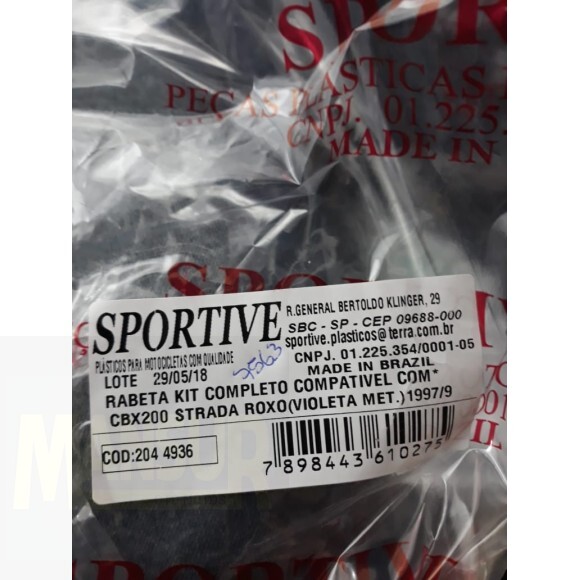 SPOR
PEÇAS PLÁSTICAS
CNPJ. 01.225.
MADE IN
SPORTIVE
R.GENERAL BERTOLDO KLINGER, 29
SBC - SP - CEP 09688-000
sportive.plasticos@terra.com.br
PLÁSTICOS PARA MOTOCICLETAS COM QUALIDADE
CNPJ. 01.225.354/0001-05
LOTE 29/05/18
7563
MADE IN BRAZIL
RABETA KIT COMPLETO COMPATIVEL COM*
CBX200 STRADA ROXO(VIOLETA MET.)1997/9
COD:204 4936
7 898443 610275
SPORTIVE